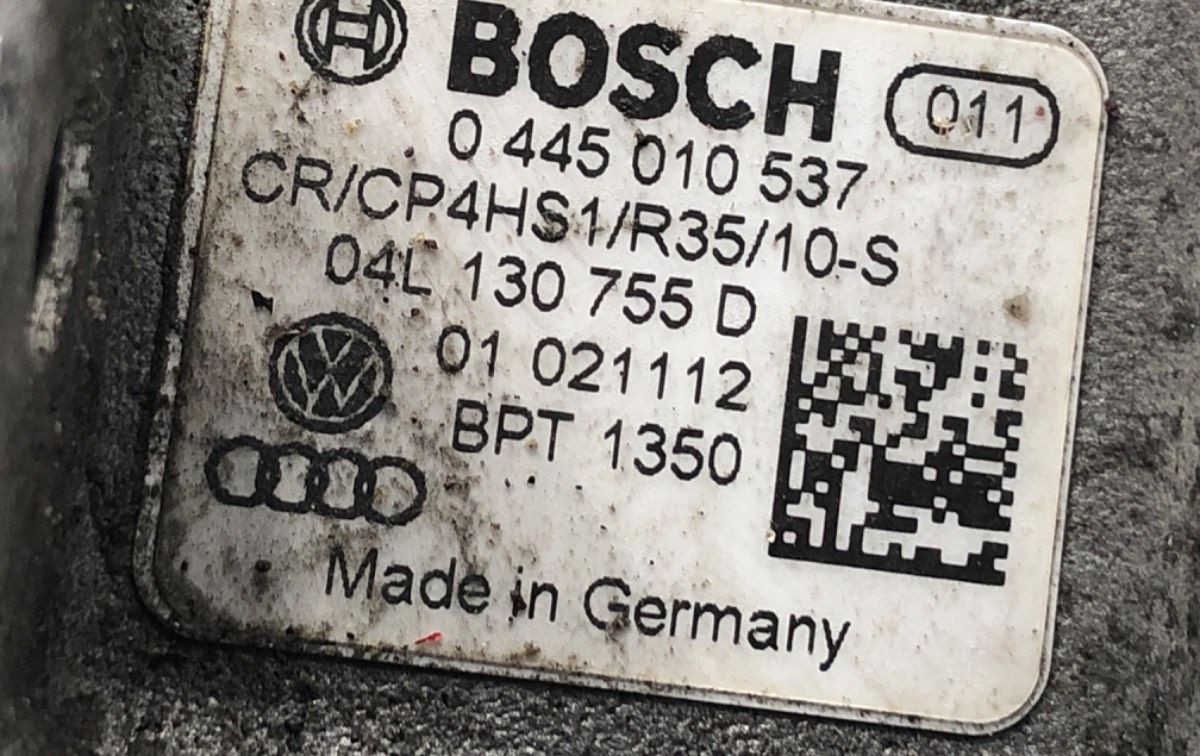 BOSCH 011
0 445 010 537
CR/CP4HS1/R35/10-S
04L 130 755 D
01 021112
BPT 1350
Made in Germany